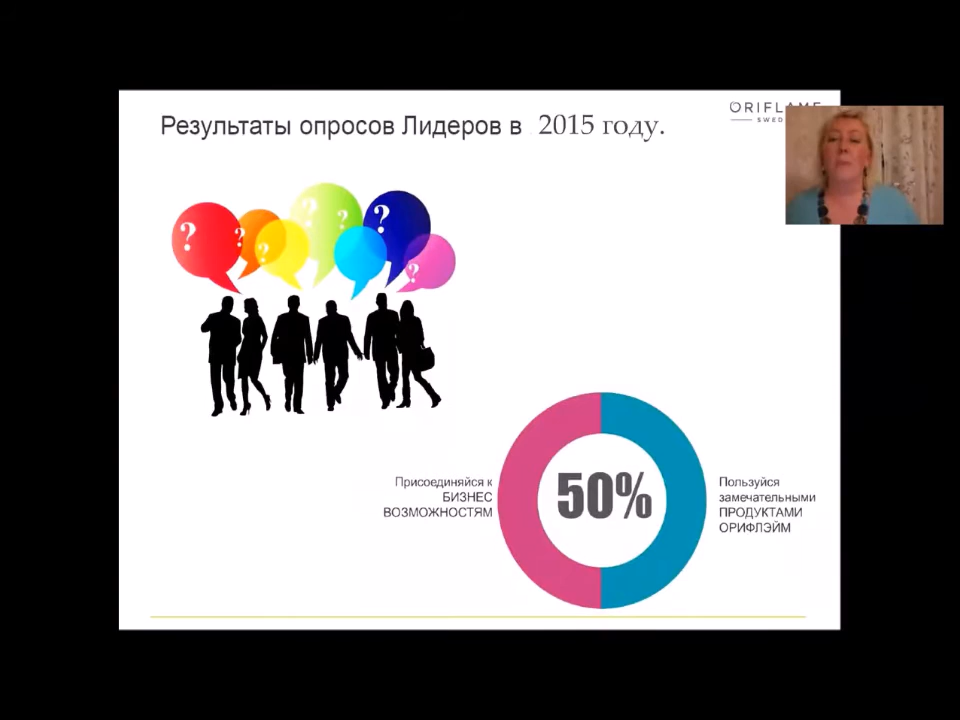 Результаты опросов Лидеров в 2015 году.
ORIFLAME
? ? ? ? ? ? ?
Присоединяйся к
БИЗНЕС
ВОЗМОЖНОСТЯМ
50%
Пользуйся
замечательными
ПРОДУКТАМИ
ОРИФЛЭЙМ